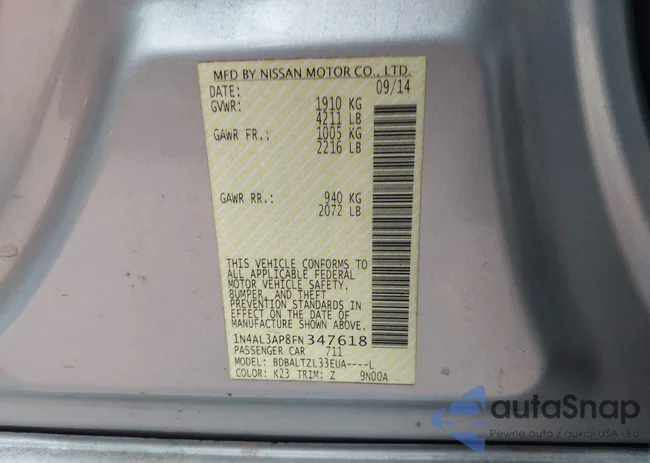 MFD BY NISSAN MOTOR CO., LTD.
DATE: 09/14
GVWR: 1910 KG
4211 LB
GAWR FR.: 1005 KG
2216 LB
GAWR RR.: 940 KG
2072 LB
THIS VEHICLE CONFORMS TO
ALL APPLICABLE FEDERAL
MOTOR VEHICLE SAFETY,
BUMPER, AND THEFT
PREVENTION STANDARDS IN
EFFECT ON THE DATE OF
MANUFACTURE SHOWN ABOVE.
1N4AL3AP8FN347618
PASSENGER CAR 711
MODEL: BDBALTZL33EUA----L
COLOR: K23 TRIM: Z 9N00A
autaSnap
Pewne auta z aukcji USA - EU